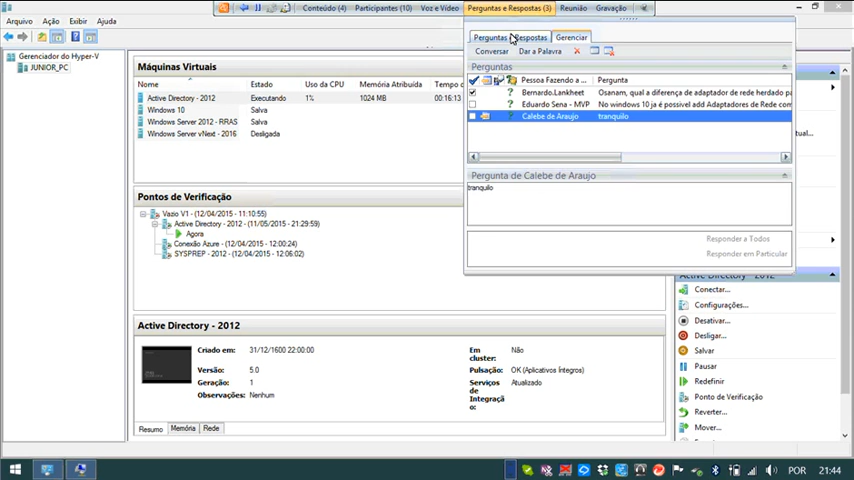 Conteúdo (4) Participantes (10) Voz e Vídeo Perguntas e Respostas (3) Reunião Gravação
Arquivo Ação Exibir Ajuda
Gerenciador do Hyper-V
JUNIOR_PC
Máquinas Virtuais
Nome Estado Uso da CPU Memória Atribuída Tempo d
Active Directory - 2012 Executando 1% 1024 MB 00:16:13
Windows 10 Salva
Windows Server 2012 - RRAS Salva
Windows Server vNext - 2016 Desligada
Perguntas e Respostas Gerenciar
Conversar Dar a Palavra
Perguntas
Pessoa Fazendo a ... Pergunta
Bernardo.Lankheet Osanam, qual a diferença de adaptador de rede herdado pa
Eduardo Sena - MVP No windows 10 ja é possivel add Adaptadores de Rede com
Calebe de Araujo tranquilo
Pergunta de Calebe de Araujo
tranquilo
Responder a Todos
Responder em Particular
tual...
...
Pontos de Verificação
Vazio V1 - (12/04/2015 - 11:10:55)
Active Directory - 2012 - (11/05/2015 - 21:29:59)
Agora
Conexão Azure - (12/04/2015 - 12:00:24)
SYSPREP - 2012 - (12/04/2015 - 12:06:02)
Active Directory - 2012
Criado em: 31/12/1600 22:00:00
Versão: 5.0
Geração: 1
Observações: Nenhum
Em cluster: Não
Pulsação: OK (Aplicativos Íntegros)
Serviços de Integração: Atualizado
Resumo Memória Rede
Active Directory - 2012
Conectar...
Configurações...
Desativar...
Desligar...
Salvar
Pausar
Redefinir
Ponto de Verificação
Reverter...
Mover...
POR 21:44